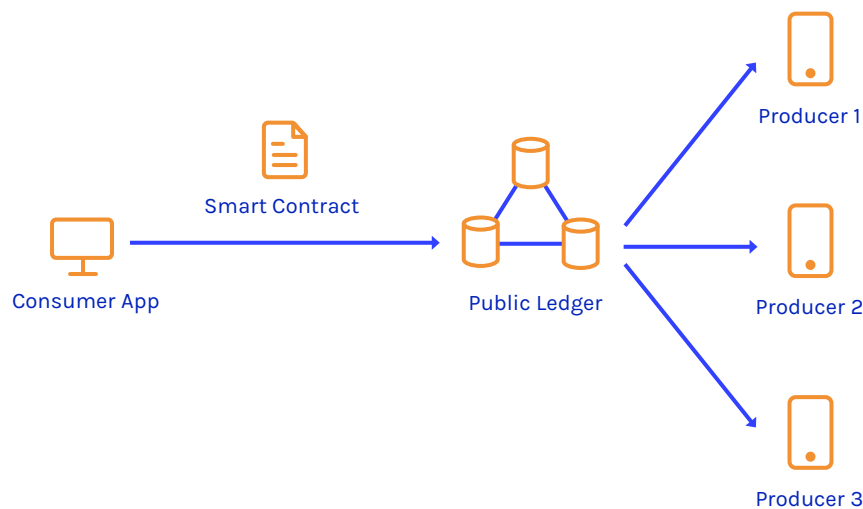 Producer 1
Smart Contract
Consumer App
Public Ledger
Producer 2
Producer 3